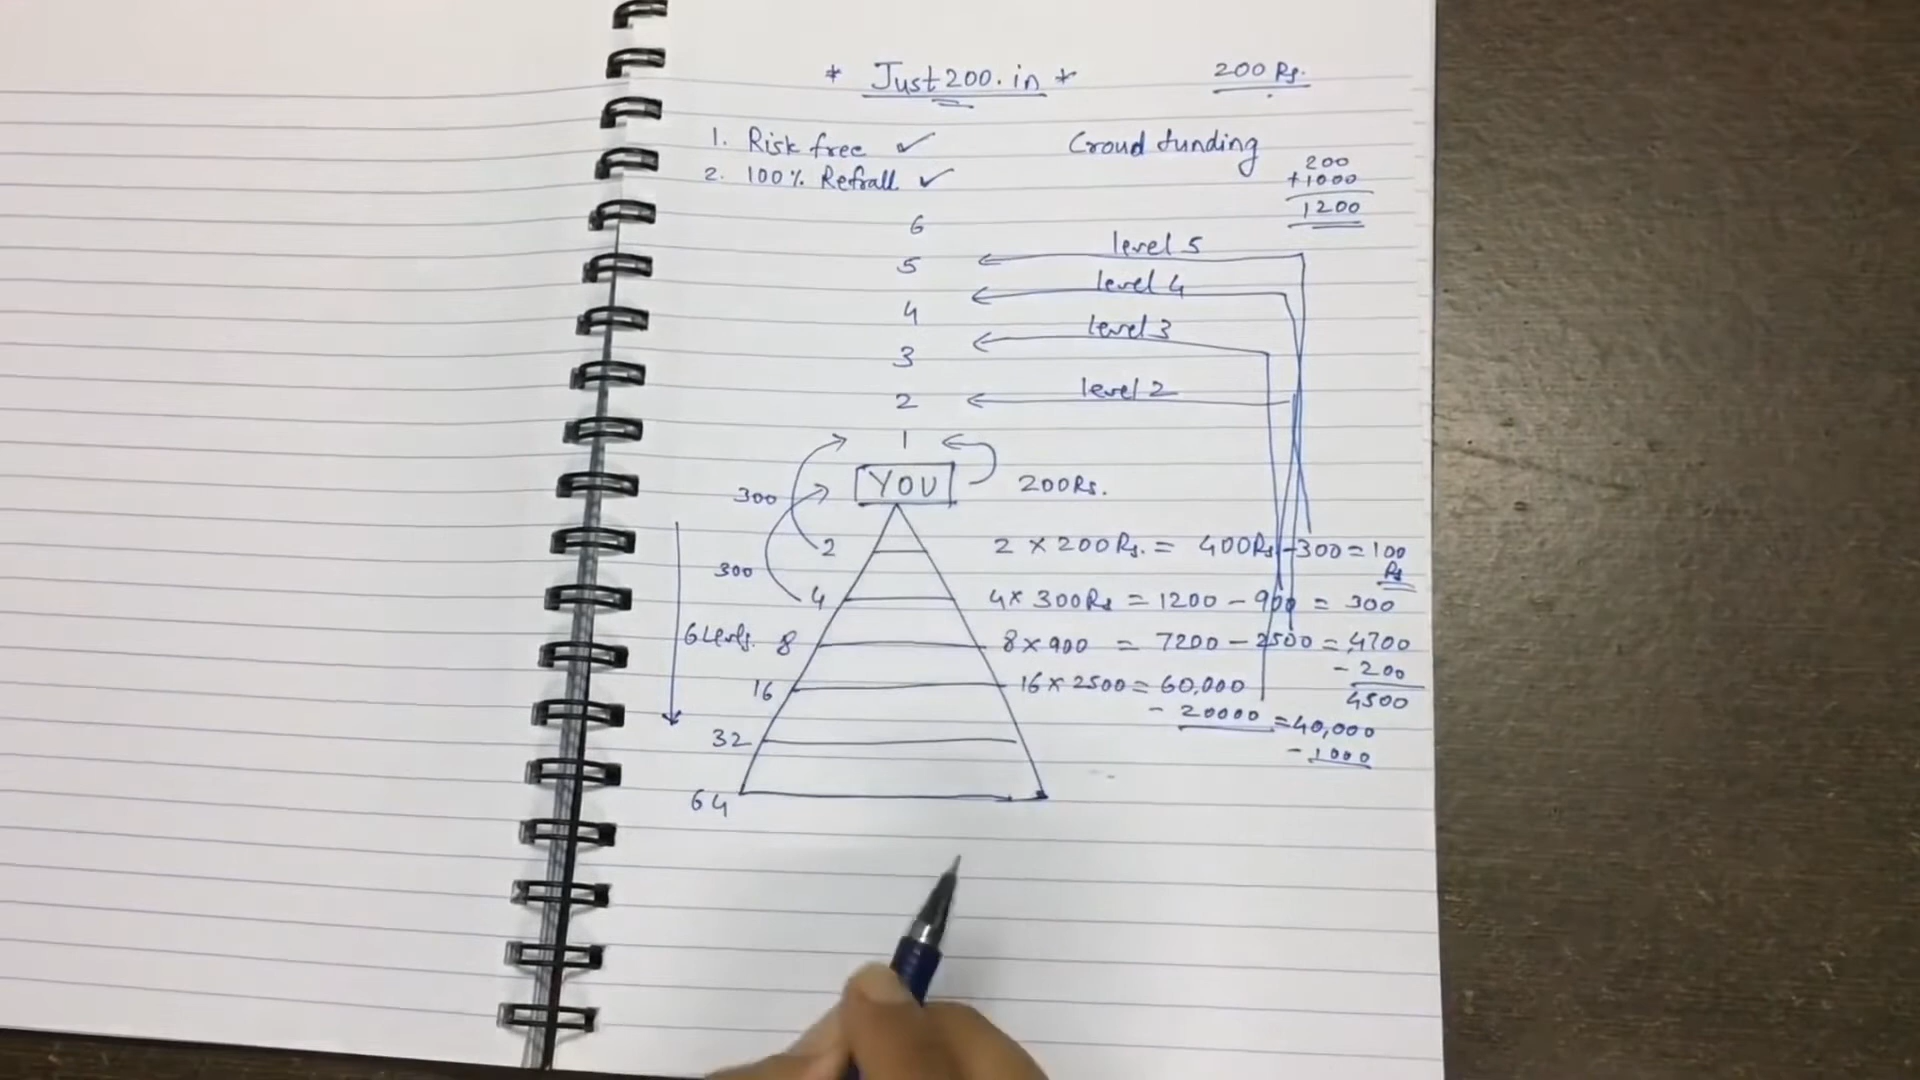 * Just200.in *
200 Rs.
1. Risk free ✓
Croud funding
2. 100% Refrall ✓
200
+1000
1200
6
level 5
5
level 4
4
level 3
3
level 2
2
1
YOU
200Rs.
300
2
2 × 200Rs. = 400Rs -300 = 100
Rs
300
4
4× 300Rs = 1200 - 900 = 300
6 Levels. 8
8 × 900 = 7200 - 2500 = 4700
- 200
4500
16
16 × 2500 = 60,000
- 20000 = 40,000
- 1000
32
64